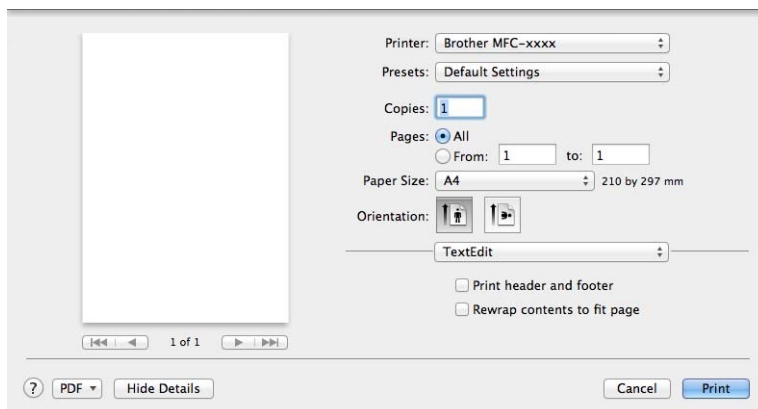 Printer: Brother MFC-xxxx
Presets: Default Settings
Copies: 1
Pages: All
From: 1 to: 1
Paper Size: A4 210 by 297 mm
Orientation:
TextEdit
Print header and footer
Rewrap contents to fit page
1 of 1
? PDF Hide Details Cancel Print